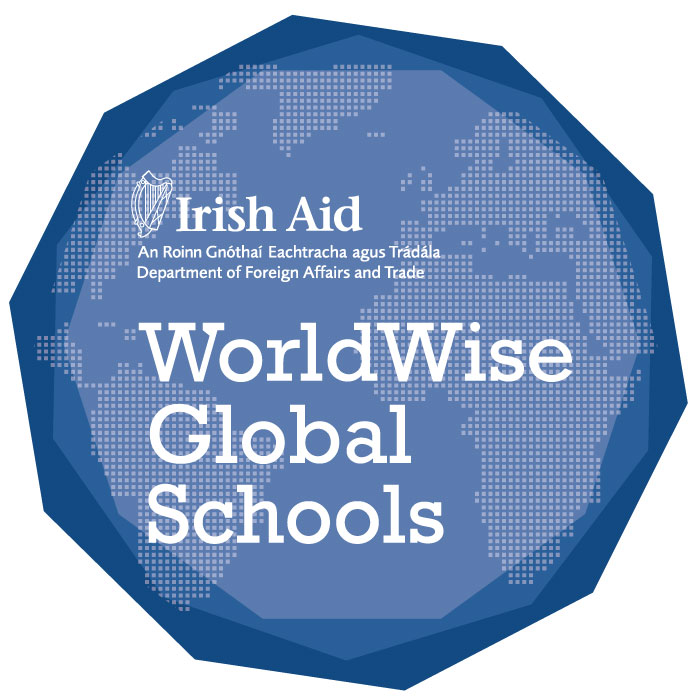 Irish Aid
An Roinn Gnóthaí Eachtracha agus Trádála
Department of Foreign Affairs and Trade
WorldWise
Global
Schools